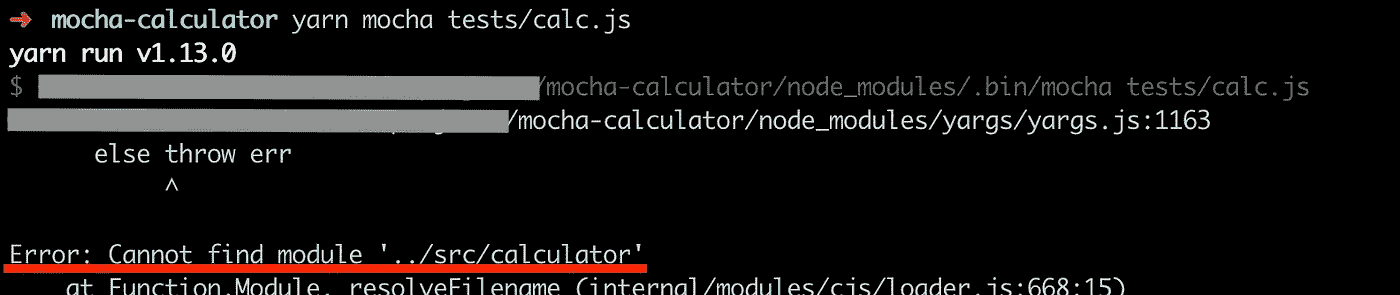 ➜ mocha-calculator yarn mocha tests/calc.js
yarn run v1.13.0
$ /mocha-calculator/node_modules/.bin/mocha tests/calc.js
/mocha-calculator/node_modules/yargs/yargs.js:1163
else throw err
^
Error: Cannot find module '../src/calculator'
at Function.Module._resolveFilename (internal/modules/cjs/loader.js:668:15)